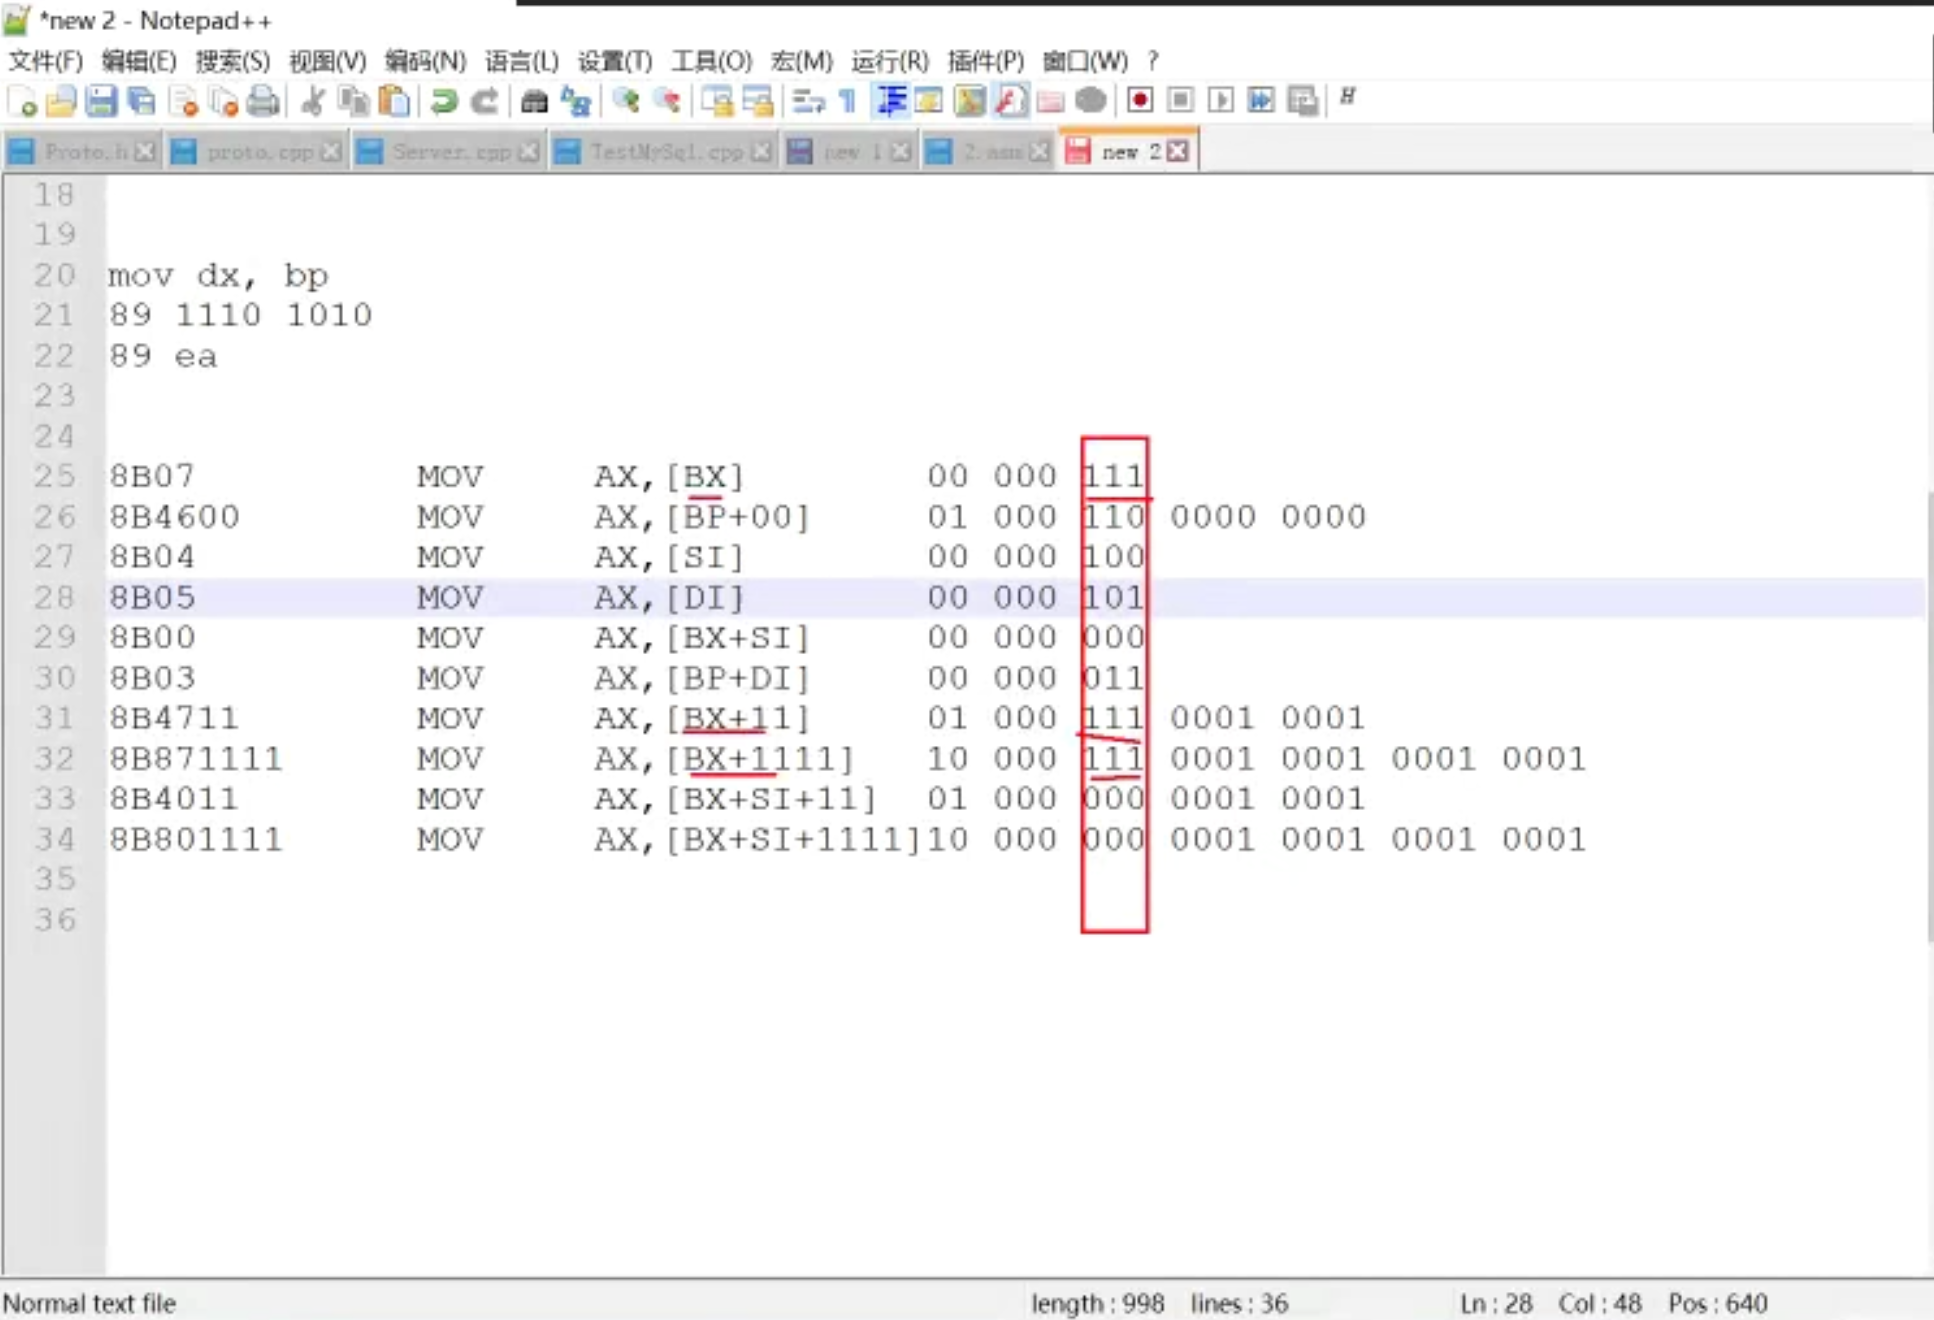 *new 2 - Notepad++
文件(F) 编辑(E) 搜索(S) 视图(V) 编码(N) 语言(L) 设置(T) 工具(O) 宏(M) 运行(R) 插件(P) 窗口(W) ?
Proto.h proto.cpp Server.cpp TestMySql.cpp new 1 2.asm new 2
18
19
20 mov dx, bp
21 89 1110 1010
22 89 ea
23
24
25 8B07 MOV AX,[BX] 00 000 111
26 8B4600 MOV AX,[BP+00] 01 000 110 0000 0000
27 8B04 MOV AX,[SI] 00 000 100
28 8B05 MOV AX,[DI] 00 000 101
29 8B00 MOV AX,[BX+SI] 00 000 000
30 8B03 MOV AX,[BP+DI] 00 000 011
31 8B4711 MOV AX,[BX+11] 01 000 111 0001 0001
32 8B871111 MOV AX,[BX+1111] 10 000 111 0001 0001 0001 0001
33 8B4011 MOV AX,[BX+SI+11] 01 000 000 0001 0001
34 8B801111 MOV AX,[BX+SI+1111]10 000 000 0001 0001 0001 0001
35
36
Normal text file length : 998 lines : 36 Ln : 28 Col : 48 Pos : 640